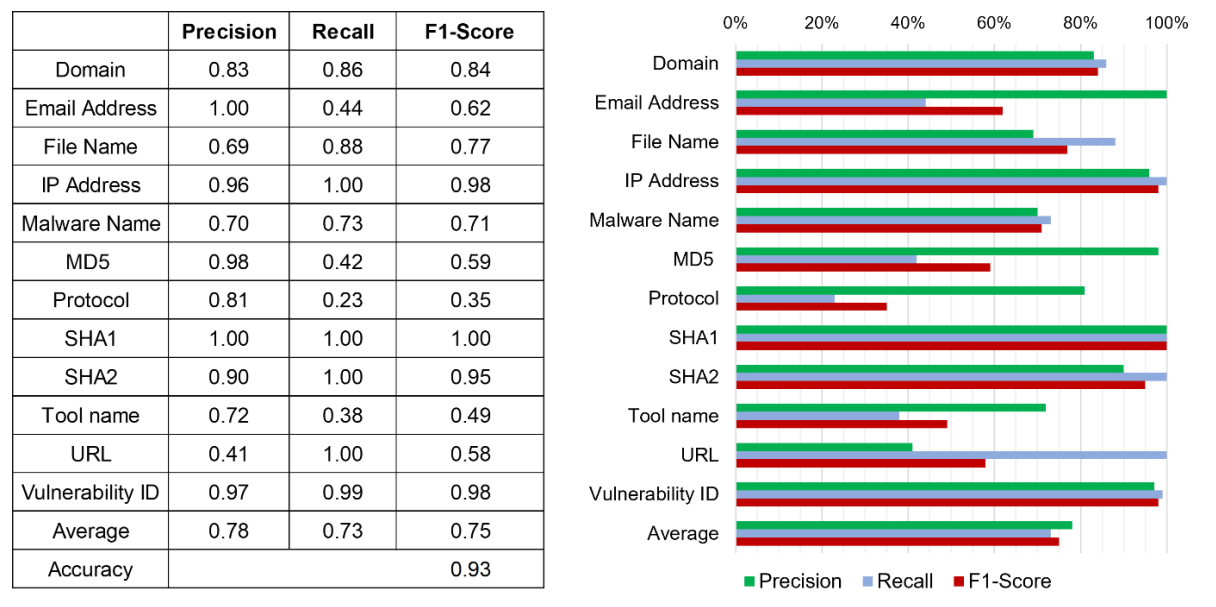 Precision Recall F1-Score
Domain 0.83 0.86 0.84
Email Address 1.00 0.44 0.62
File Name 0.69 0.88 0.77
IP Address 0.96 1.00 0.98
Malware Name 0.70 0.73 0.71
MD5 0.98 0.42 0.59
Protocol 0.81 0.23 0.35
SHA1 1.00 1.00 1.00
SHA2 0.90 1.00 0.95
Tool name 0.72 0.38 0.49
URL 0.41 1.00 0.58
Vulnerability ID 0.97 0.99 0.98
Average 0.78 0.73 0.75
Accuracy 0.93
0% 20% 40% 60% 80% 100%
Domain
Email Address
File Name
IP Address
Malware Name
MD5
Protocol
SHA1
SHA2
Tool name
URL
Vulnerability ID
Average
Precision Recall F1-Score